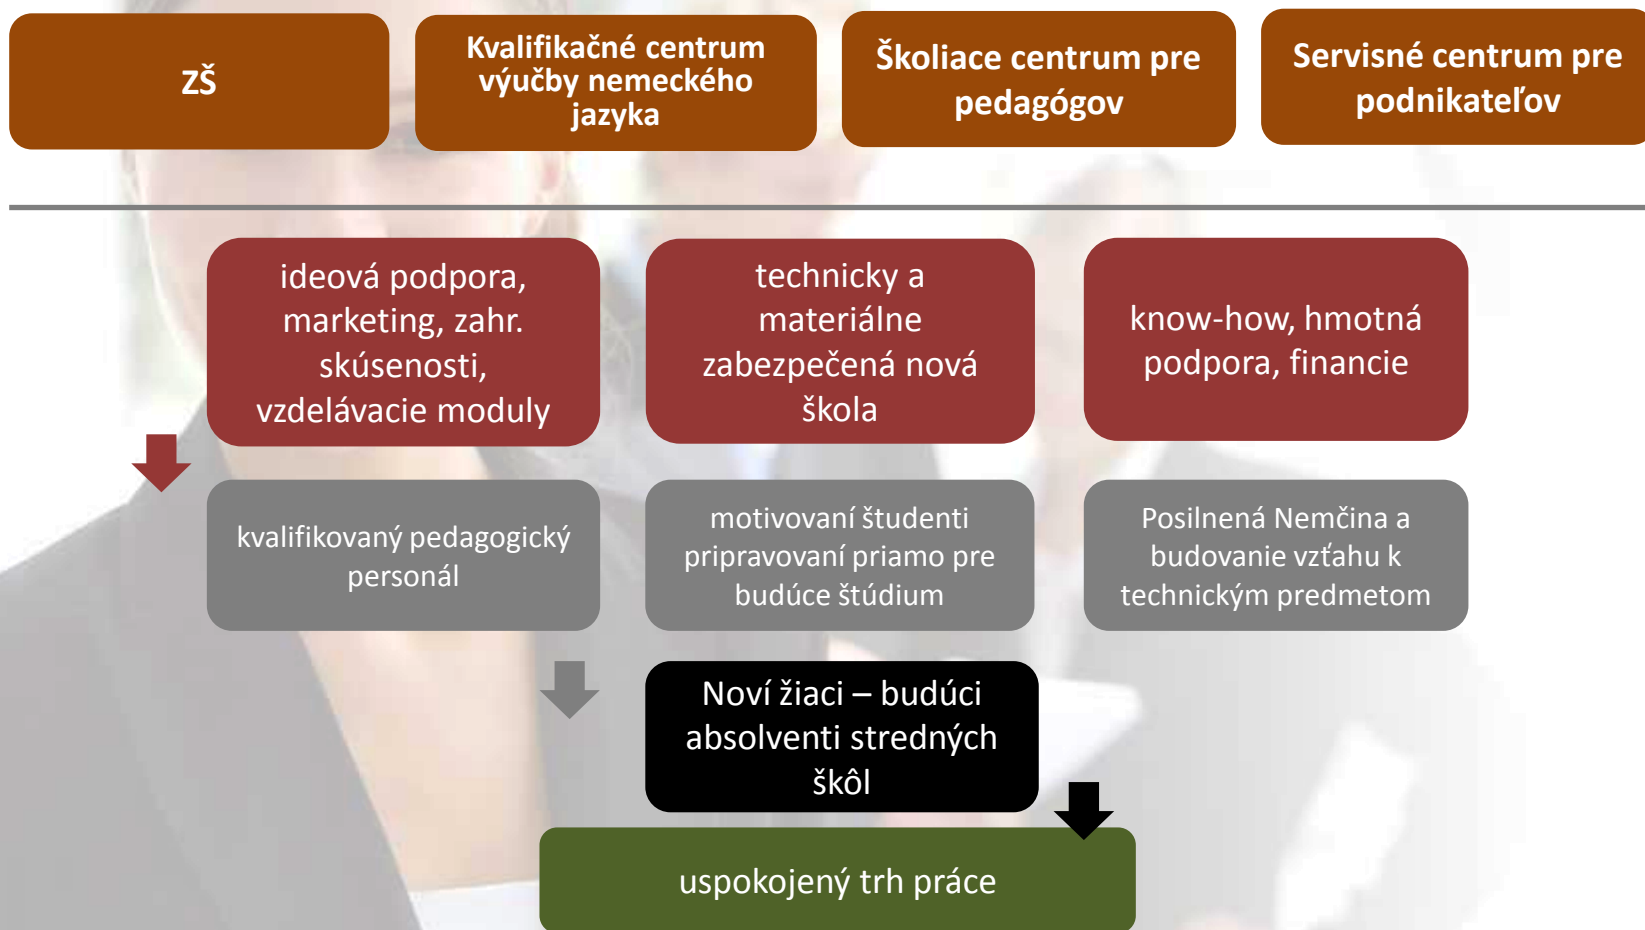 ZŠ
Kvalifikačné centrum
výučby nemeckého
jazyka
Školiace centrum pre
pedagógov
Servisné centrum pre
podnikateľov
ideová podpora,
marketing, zahr.
skúsenosti,
vzdelávacie moduly
technicky a
materiálne
zabezpečená nová
škola
know-how, hmotná
podpora, financie
kvalifikovaný pedagogický
personál
motivovaní študenti
pripravovaní priamo pre
budúce štúdium
Posilnená Nemčina a
budovanie vzťahu k
technickým predmetom
Noví žiaci – budúci
absolventi stredných
škôl
uspokojený trh práce